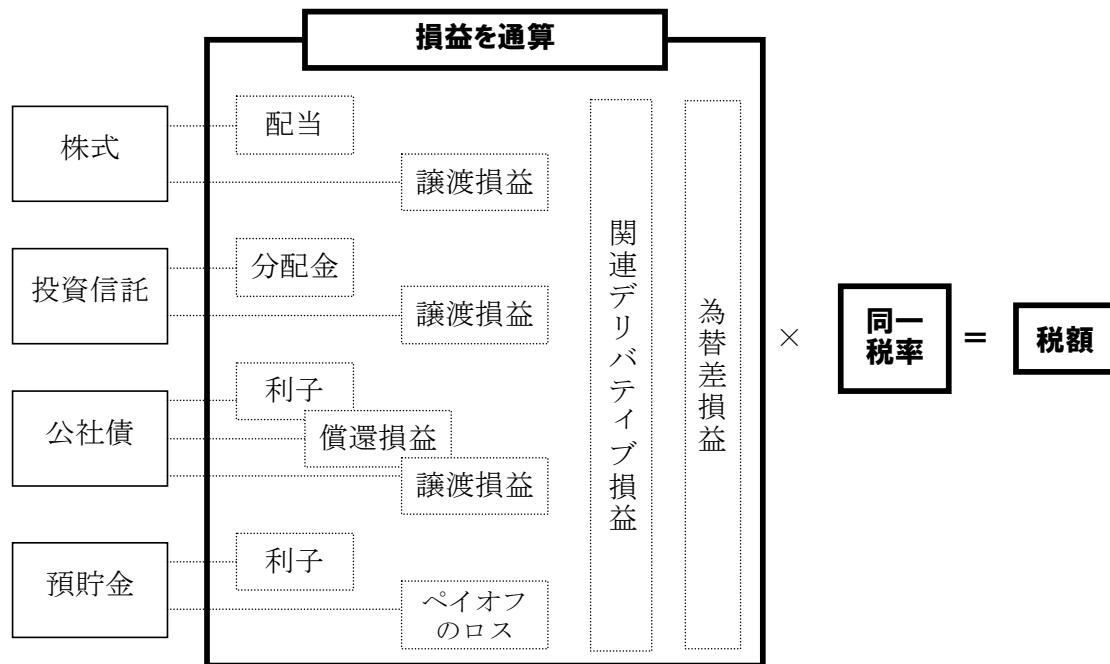 損益を通算
株式
配当
譲渡損益
投資信託
分配金
譲渡損益
公社債
利子
償還損益
譲渡損益
預貯金
利子
ペイオフ
のロス
関連デリバティブ損益
為替差損益
×
同一
税率
＝
税額